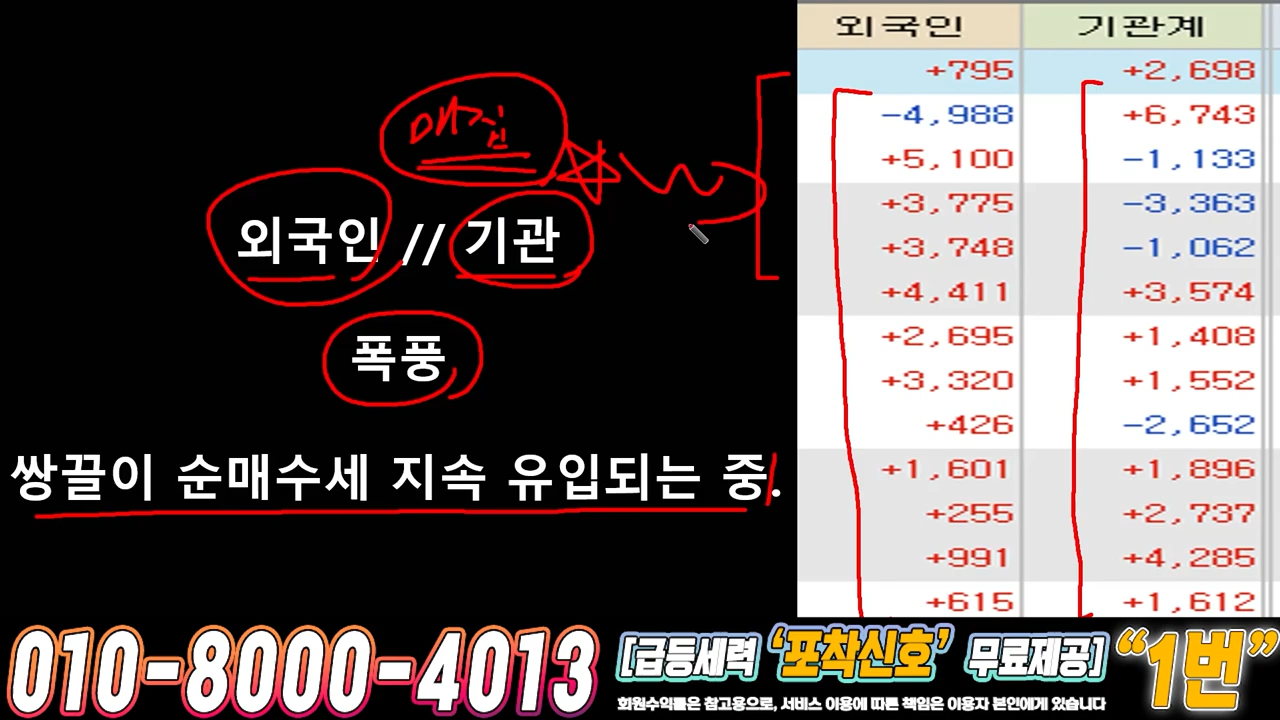 매집
외국인 // 기관
폭풍
쌍끌이 순매수세 지속 유입되는 중.
외국인 기관계
+795 +2,698
-4,988 +6,743
+5,100 -1,133
+3,775 -3,363
+3,748 -1,062
+4,411 +3,574
+2,695 +1,408
+3,320 +1,552
+426 -2,652
+1,601 +1,896
+255 +2,737
+991 +4,285
+615 +1,612
010-8000-4013 [급등세력 ‘포착신호’ 무료제공] “1번”
회원수익률은 참고용으로, 서비스 이용에 따른 책임은 이용자 본인에게 있습니다